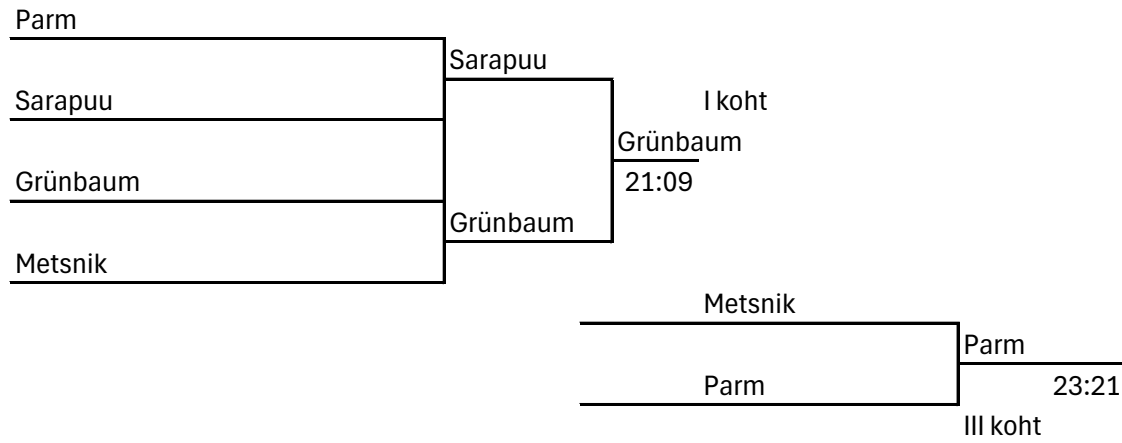 Parm
Sarapuu
Sarapuu
I koht
Grünbaum
Grünbaum
21:09
Grünbaum
Metsnik
Metsnik
Parm
Parm
23:21
III koht